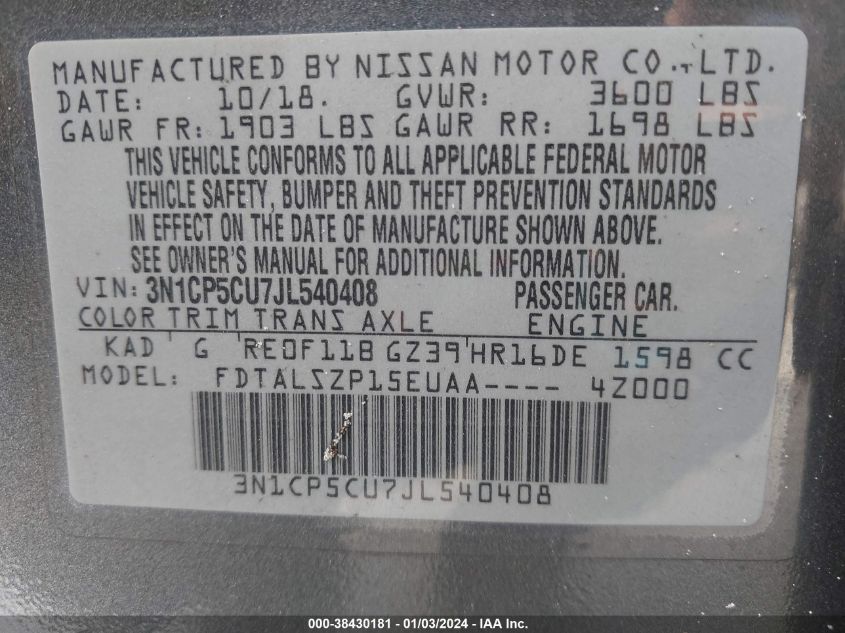 MANUFACTURED BY NISSAN MOTOR CO.,LTD.
DATE: 10/18. GVWR: 3600 LBS
GAWR FR: 1903 LBS GAWR RR: 1698 LBS
THIS VEHICLE CONFORMS TO ALL APPLICABLE FEDERAL MOTOR
VEHICLE SAFETY, BUMPER AND THEFT PREVENTION STANDARDS
IN EFFECT ON THE DATE OF MANUFACTURE SHOWN ABOVE.
SEE OWNER'S MANUAL FOR ADDITIONAL INFORMATION.
VIN: 3N1CP5CU7JL540408 PASSENGER CAR.
COLOR TRIM TRANS AXLE ENGINE
KAD G RE0F11B GZ39 HR16DE 1598 CC
MODEL: FDTALSZP15EUAA---- 4Z000
3N1CP5CU7JL540408
000-38430181 - 01/03/2024 - IAA Inc.